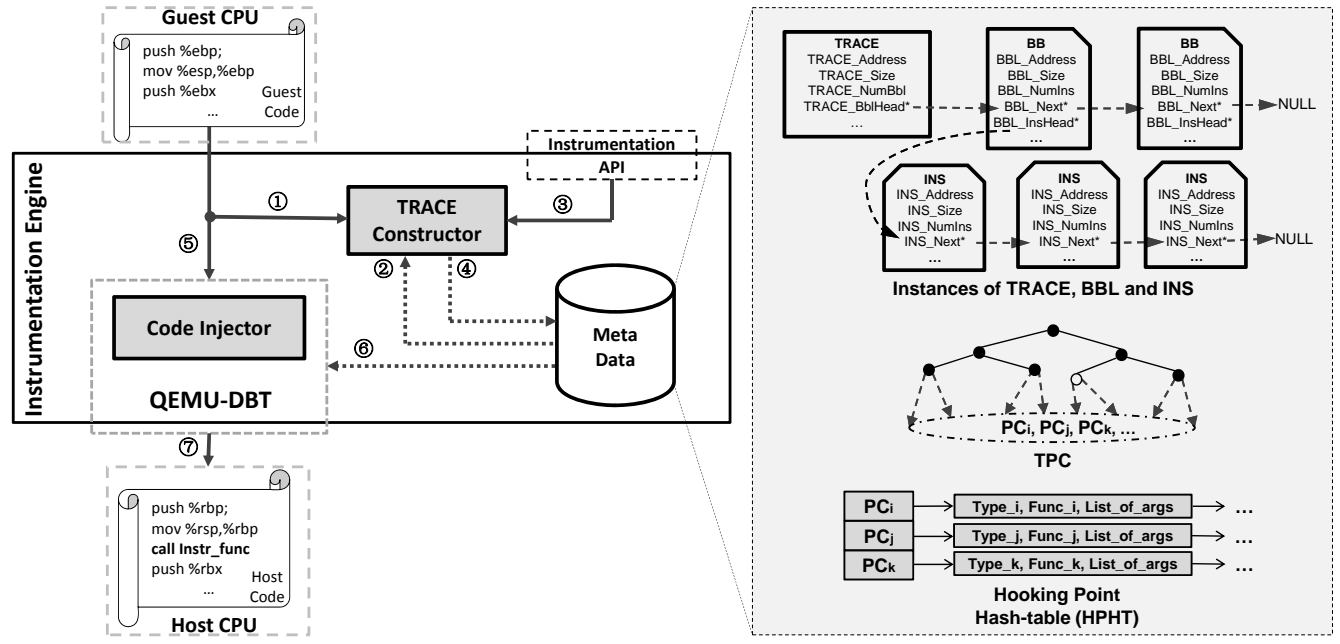 Guest CPU
push %ebp;
mov %esp,%ebp
push %ebx
...
Guest
Code
Instrumentation Engine
Instrumentation
API
①
③
TRACE
Constructor
⑤
②
④
Code Injector
QEMU-DBT
⑥
Meta
Data
⑦
push %rbp;
mov %rsp,%rbp
call Instr_func
push %rbx
...
Host
Code
Host CPU
TRACE
TRACE_Address
TRACE_Size
TRACE_NumBbl
TRACE_BblHead*
...
BB
BBL_Address
BBL_Size
BBL_NumIns
BBL_Next*
BBL_InsHead*
...
BB
BBL_Address
BBL_Size
BBL_NumIns
BBL_Next*
BBL_InsHead*
...
NULL
INS
INS_Address
INS_Size
INS_NumIns
INS_Next*
...
INS
INS_Address
INS_Size
INS_NumIns
INS_Next*
...
INS
INS_Address
INS_Size
INS_NumIns
INS_Next*
...
NULL
Instances of TRACE, BBL and INS
PCi, PCj, PCk, ...
TPC
PCi Type_i, Func_i, List_of_args ...
PCj Type_j, Func_j, List_of_args ...
PCk Type_k, Func_k, List_of_args ...
Hooking Point
Hash-table (HPHT)